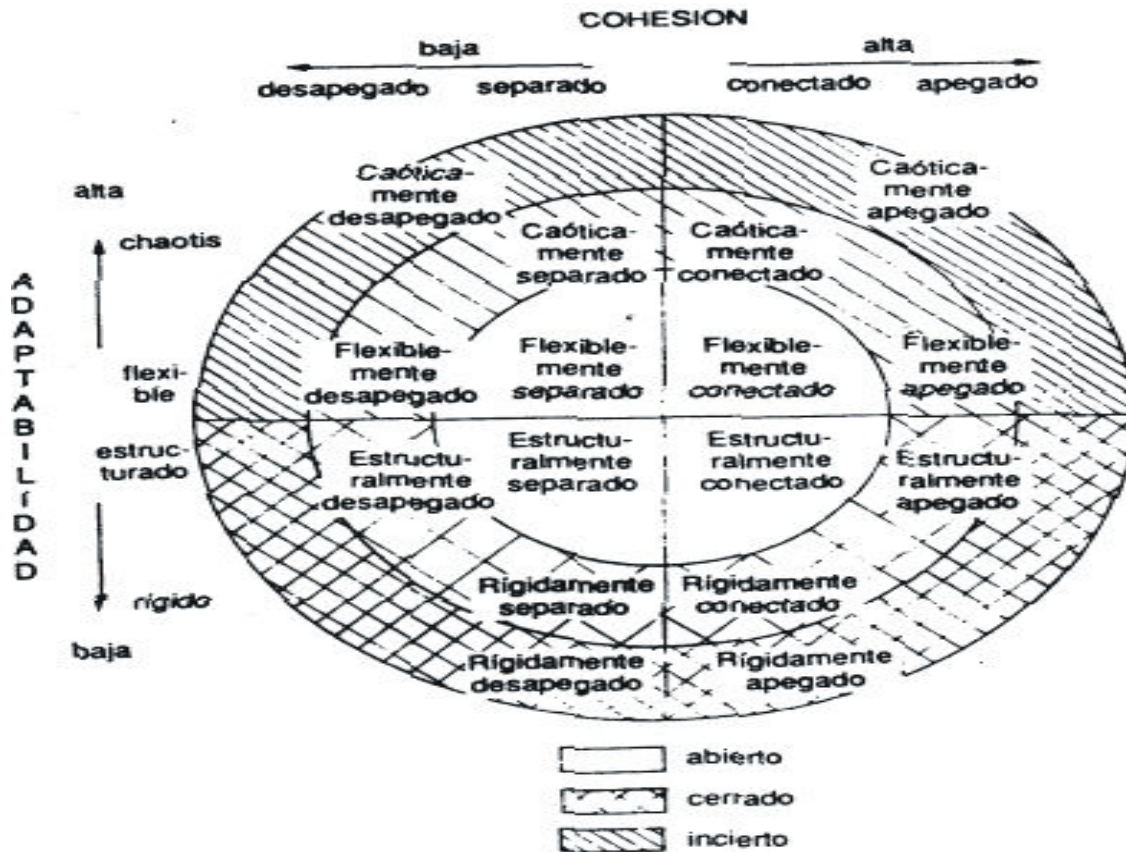 COHESION
baja
alta
desapegado separado
conectado apegado
alta
chaotis
ADAPTABILÍDAD
flexi-
ble
estruc-
turado
rígido
baja
Caótica-
mente
desapegado
Caótica-
mente
apegado
Caótica-
mente
separado
Caótica-
mente
conectado
Flexible-
mente
desapegado
Flexible-
mente
separado
Flexible-
mente
conectado
Flexible-
mente
apegado
Estructu-
ralmente
desapegado
Estructu-
ralmente
separado
Estructu-
ralmente
conectado
Estructu-
ralmente
apegado
Rígidamente
separado
Rígidamente
conectado
Rígidamente
desapegado
Rígidamente
apegado
abierto
cerrado
incierto